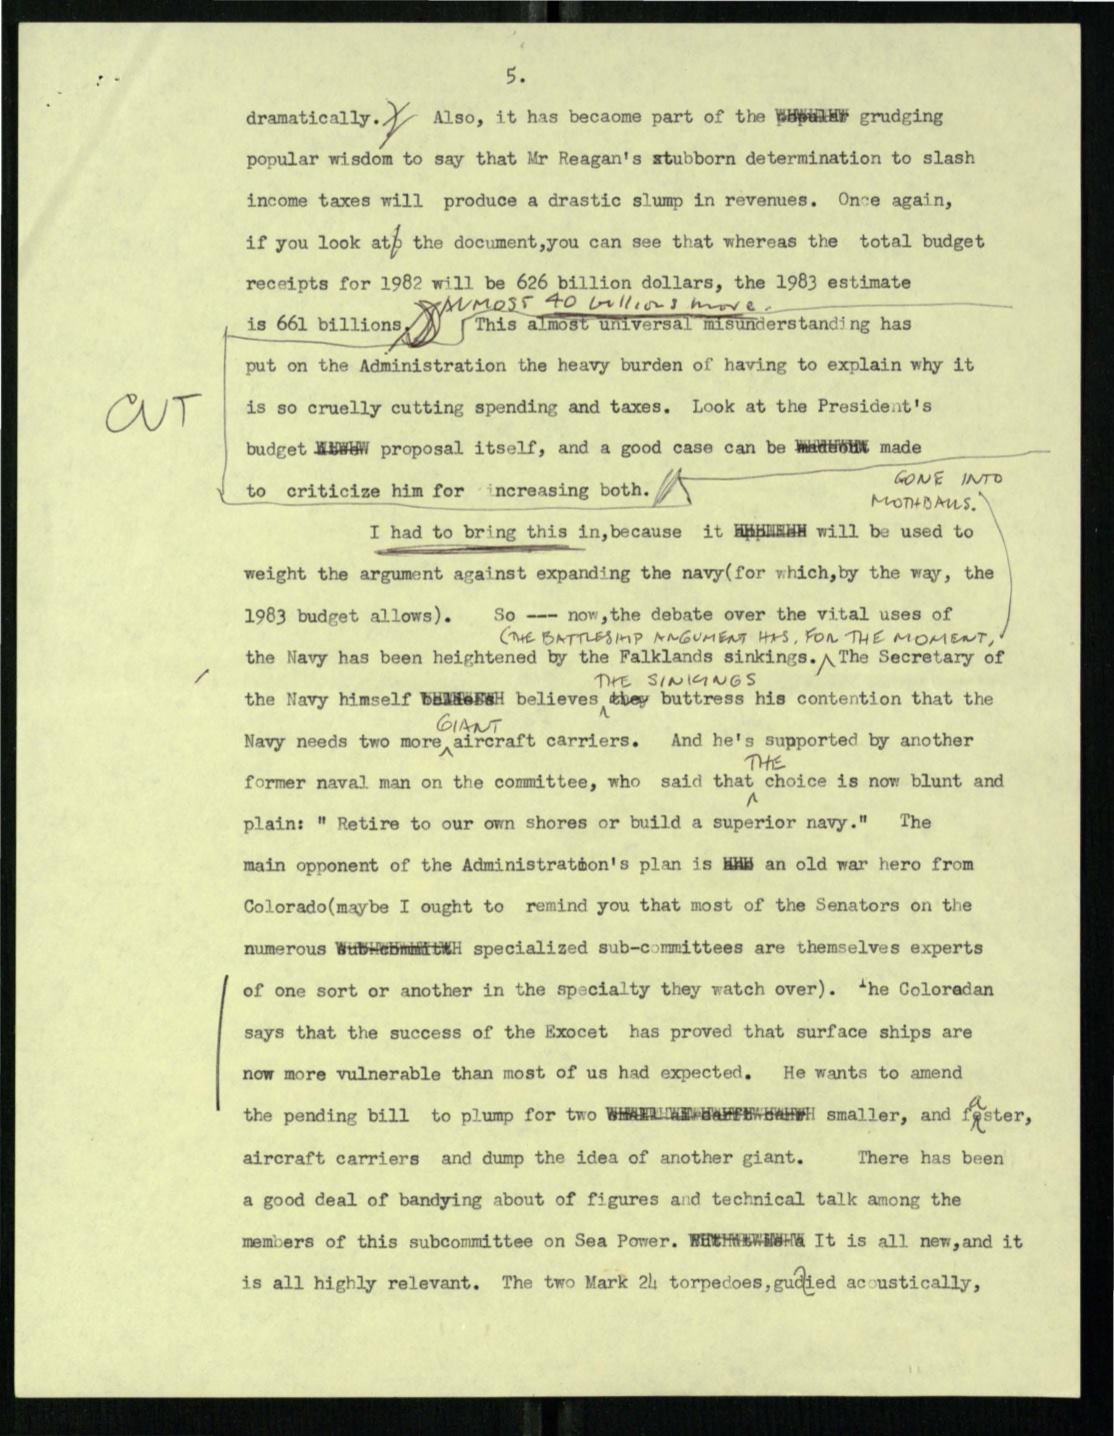 5.
dramatically. Also, it has becaome part of the popular grudging
popular wisdom to say that Mr Reagan's stubborn determination to slash
income taxes will produce a drastic slump in revenues. Once again,
if you look at the document,you can see that whereas the total budget
receipts for 1982 will be 626 billion dollars, the 1983 estimate
ALMOST 40 billions more.
is 661 billions. This almost universal misunderstanding has
put on the Administration the heavy burden of having to explain why it
CUT
is so cruelly cutting spending and taxes. Look at the President's
budget proposal itself, and a good case can be made
to criticize him for increasing both.
GONE INTO
MOTHBALLS.
I had to bring this in,because it will be used to
weight the argument against expanding the navy(for which,by the way, the
1983 budget allows). So --- now,the debate over the vital uses of
(THE BATTLESHIP ARGUMENT HAS, FOR THE MOMENT,
the Navy has been heightened by the Falklands sinkings. The Secretary of
THE SINKINGS
the Navy himself believes they buttress his contention that the
GIANT
Navy needs two more aircraft carriers. And he's supported by another
THE
former naval man on the committee, who said that choice is now blunt and
plain: " Retire to our own shores or build a superior navy." The
main opponent of the Administration's plan is an old war hero from
Colorado(maybe I ought to remind you that most of the Senators on the
numerous sub-committ specialized sub-committees are themselves experts
of one sort or another in the specialty they watch over). The Coloradan
says that the success of the Exocet has proved that surface ships are
now more vulnerable than most of us had expected. He wants to amend
the pending bill to plump for two smaller, and faster,
aircraft carriers and dump the idea of another giant. There has been
a good deal of bandying about of figures and technical talk among the
members of this subcommittee on Sea Power. It is all new,and it
is all highly relevant. The two Mark 24 torpedoes,gudied acoustically,